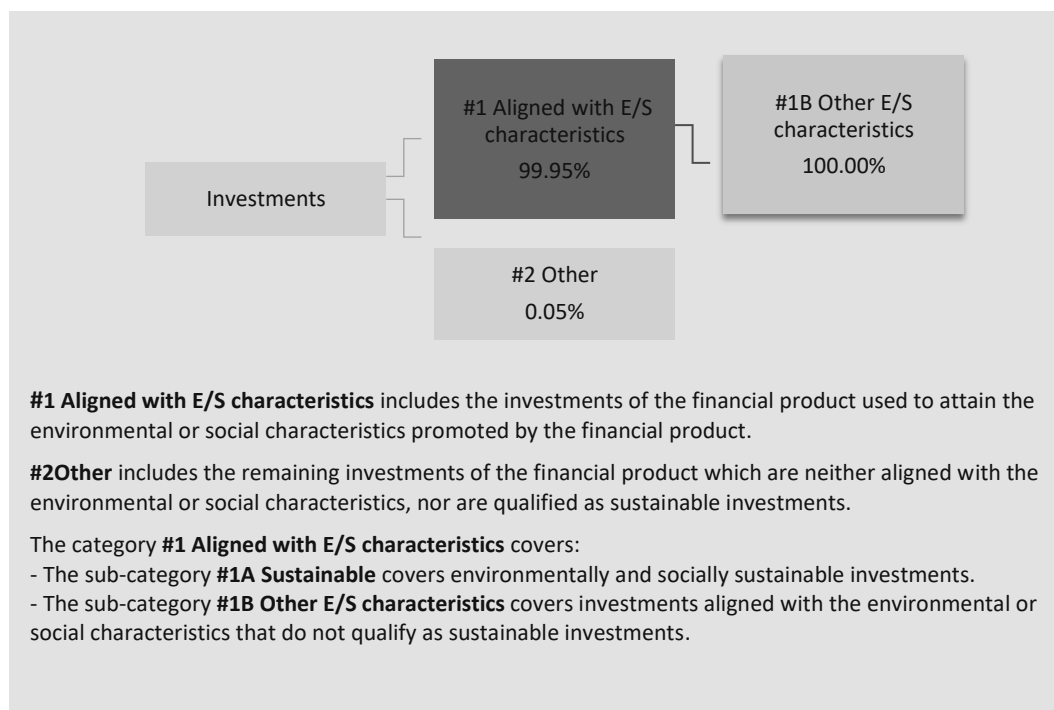 #1 Aligned with E/S
characteristics
99.95%
#1B Other E/S
characteristics
100.00%
Investments
#2 Other
0.05%
#1 Aligned with E/S characteristics includes the investments of the financial product used to attain the
environmental or social characteristics promoted by the financial product.
#2Other includes the remaining investments of the financial product which are neither aligned with the
environmental or social characteristics, nor are qualified as sustainable investments.
The category #1 Aligned with E/S characteristics covers:
- The sub-category #1A Sustainable covers environmentally and socially sustainable investments.
- The sub-category #1B Other E/S characteristics covers investments aligned with the environmental or
social characteristics that do not qualify as sustainable investments.